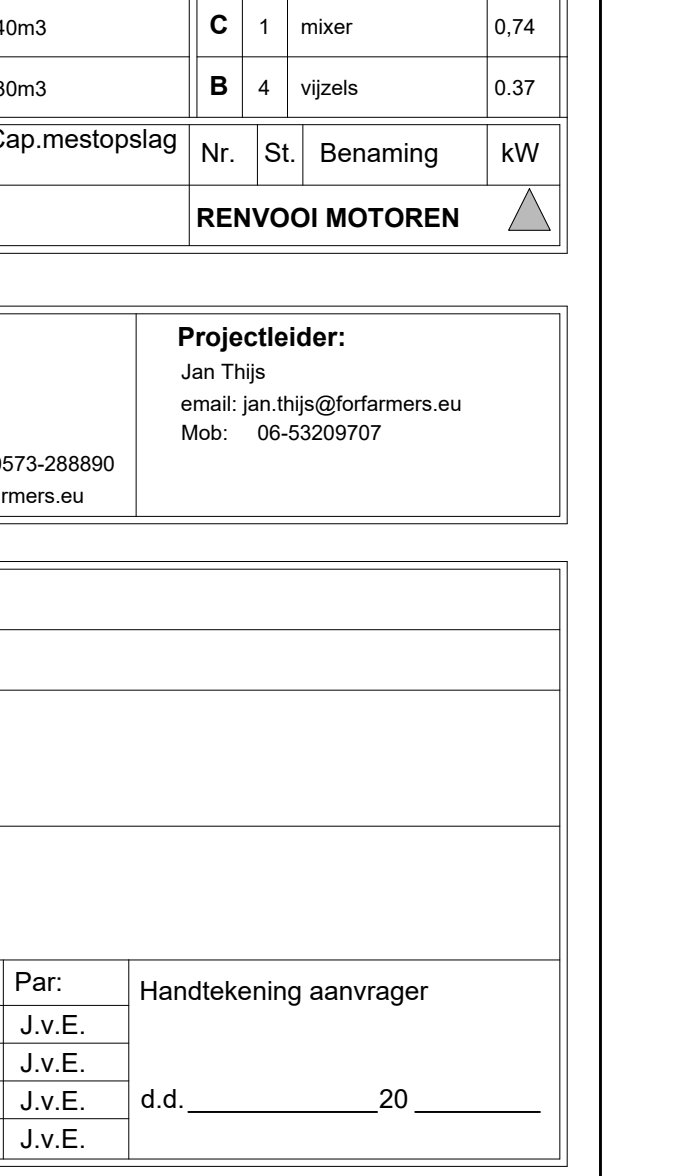 40m3 C 1 mixer 0,74
30m3 B 4 vijzels 0.37
Cap.mestopslag Nr. St. Benaming kW
RENVOOI MOTOREN
Projectleider:
Jan Thijs
email: jan.thijs@forfarmers.eu
Mob: 06-53209707
0573-288890
rmers.eu
Par: Handtekening aanvrager
J.v.E.
J.v.E.
J.v.E. d.d. 20
J.v.E.